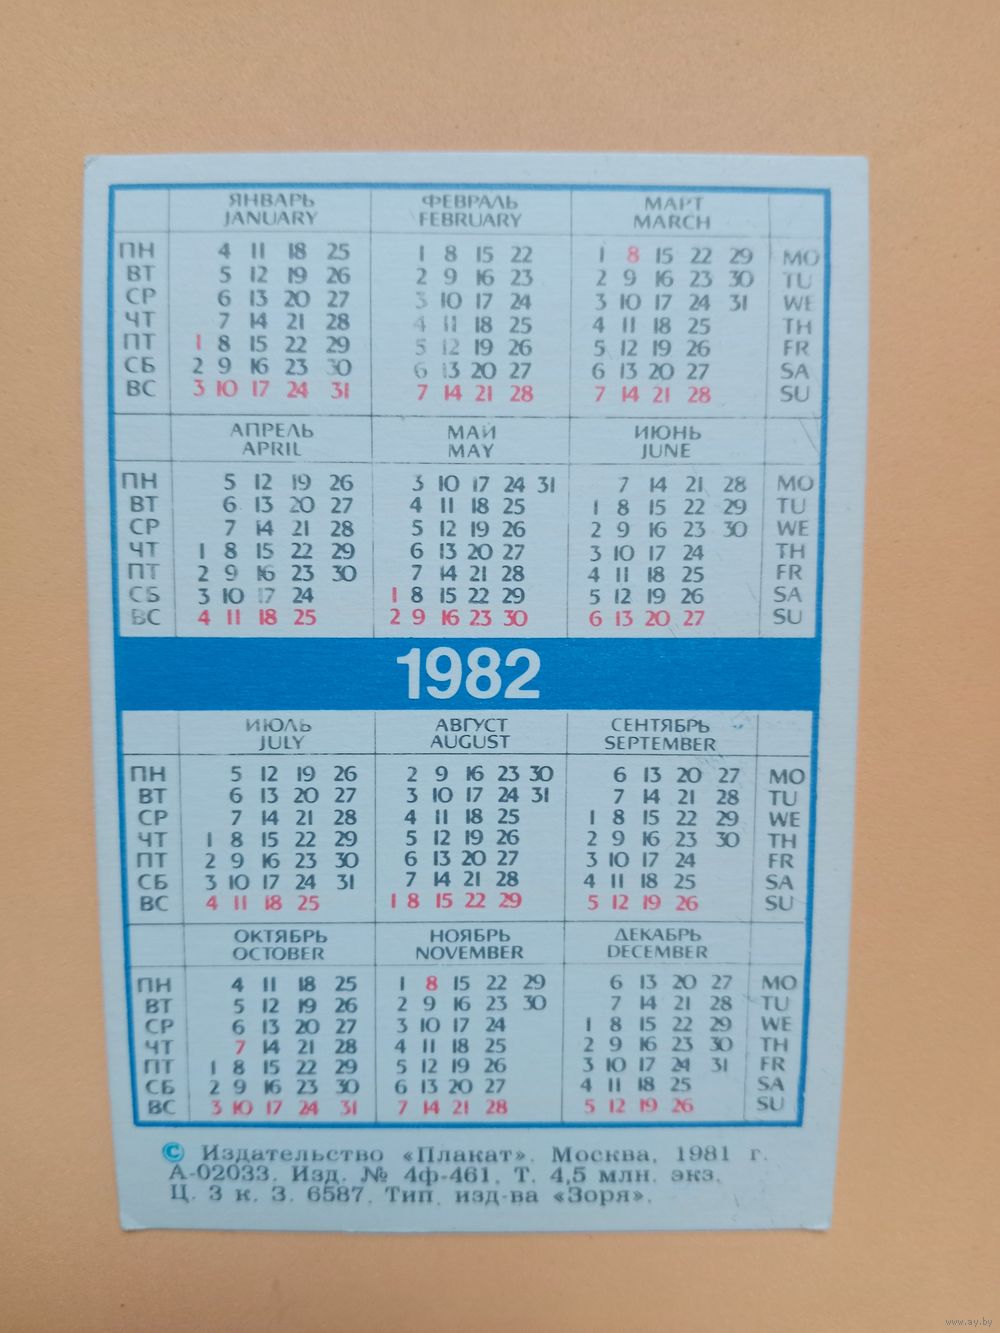 ЯНВАРЬ ФЕВРАЛЬ МАРТ
JANUARY FEBRUARY MARCH
ПН 4 11 18 25 1 8 15 22 1 8 15 22 29 MO
ВТ 5 12 19 26 2 9 16 23 2 9 16 23 30 TU
СР 6 13 20 27 3 10 17 24 3 10 17 24 31 WE
ЧТ 7 14 21 28 4 11 18 25 4 11 18 25 TH
ПТ 1 8 15 22 29 5 12 19 26 5 12 19 26 FR
СБ 2 9 16 23 30 6 13 20 27 6 13 20 27 SA
ВС 3 10 17 24 31 7 14 21 28 7 14 21 28 SU
АПРЕЛЬ МАЙ ИЮНЬ
APRIL MAY JUNE
ПН 5 12 19 26 3 10 17 24 31 7 14 21 28 MO
ВТ 6 13 20 27 4 11 18 25 1 8 15 22 29 TU
СР 7 14 21 28 5 12 19 26 2 9 16 23 30 WE
ЧТ 1 8 15 22 29 6 13 20 27 3 10 17 24 TH
ПТ 2 9 16 23 30 7 14 21 28 4 11 18 25 FR
СБ 3 10 17 24 1 8 15 22 29 5 12 19 26 SA
ВС 4 11 18 25 2 9 16 23 30 6 13 20 27 SU
1982
ИЮЛЬ АВГУСТ СЕНТЯБРЬ
JULY AUGUST SEPTEMBER
ПН 5 12 19 26 2 9 16 23 30 6 13 20 27 MO
ВТ 6 13 20 27 3 10 17 24 31 7 14 21 28 TU
СР 7 14 21 28 4 11 18 25 1 8 15 22 29 WE
ЧТ 1 8 15 22 29 5 12 19 26 2 9 16 23 30 TH
ПТ 2 9 16 23 30 6 13 20 27 3 10 17 24 FR
СБ 3 10 17 24 31 7 14 21 28 4 11 18 25 SA
ВС 4 11 18 25 1 8 15 22 29 5 12 19 26 SU
ОКТЯБРЬ НОЯБРЬ ДЕКАБРЬ
OCTOBER NOVEMBER DECEMBER
ПН 4 11 18 25 1 8 15 22 29 6 13 20 27 MO
ВТ 5 12 19 26 2 9 16 23 30 7 14 21 28 TU
СР 6 13 20 27 3 10 17 24 1 8 15 22 29 WE
ЧТ 7 14 21 28 4 11 18 25 2 9 16 23 30 TH
ПТ 1 8 15 22 29 5 12 19 26 3 10 17 24 31 FR
СБ 2 9 16 23 30 6 13 20 27 4 11 18 25 SA
ВС 3 10 17 24 31 7 14 21 28 5 12 19 26 SU
© Издательство «Плакат». Москва, 1981 г.
А-02033. Изд. № 4ф-461. Т. 4,5 млн. экз.
Ц. 3 к. З. 6587. Тип. изд-ва «Зоря».
www.ay.by